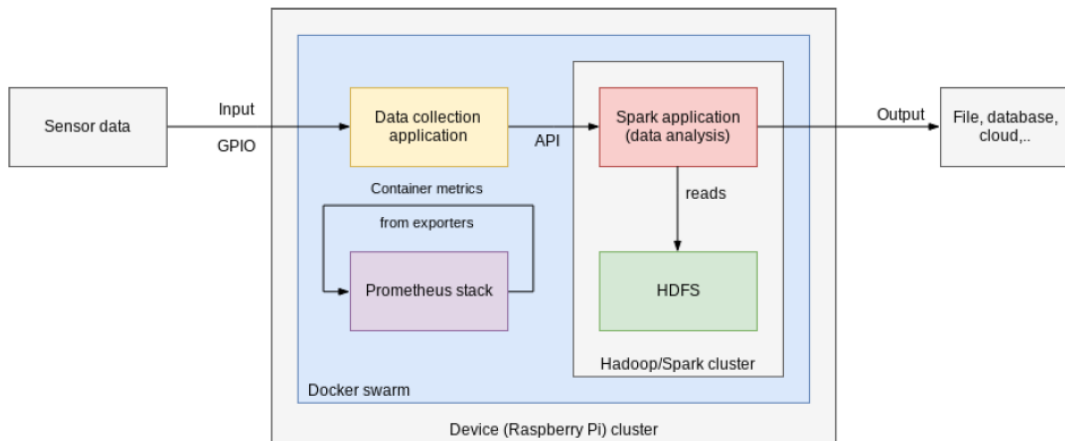 Sensor data
Input
GPIO
Data collection
application
API
Spark application
(data analysis)
Output
File, database,
cloud,..
Container metrics
from exporters
reads
Prometheus stack
HDFS
Hadoop/Spark cluster
Docker swarm
Device (Raspberry Pi) cluster